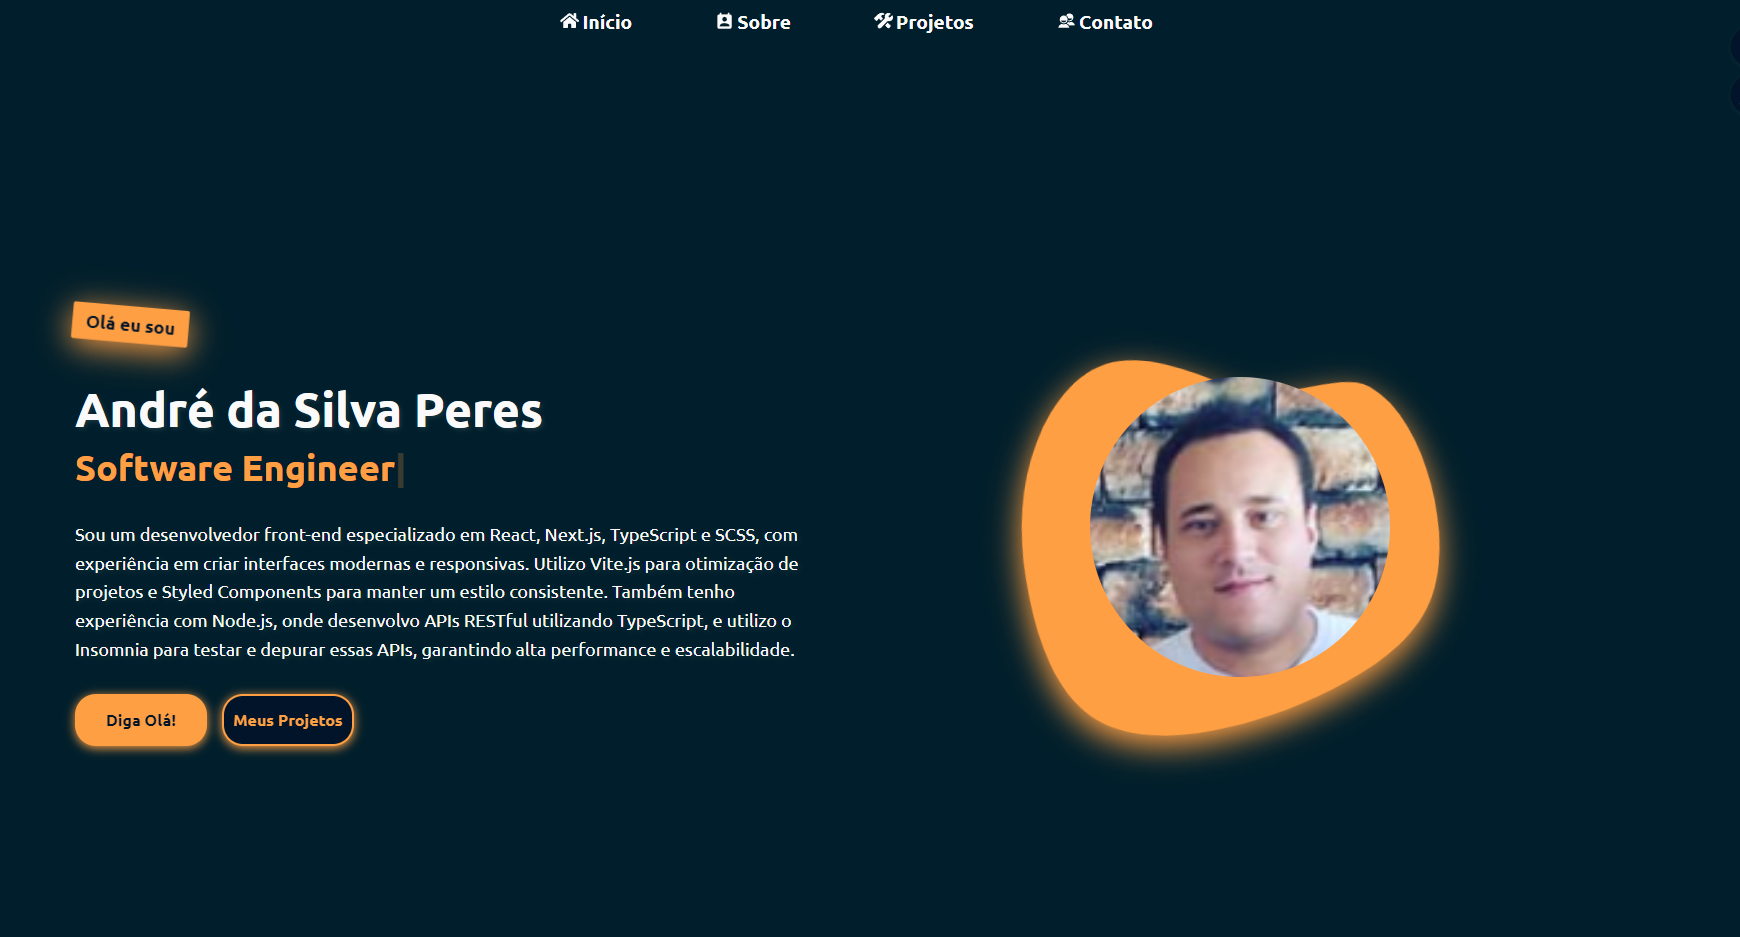 Início
Sobre
Projetos
Contato
Olá eu sou
André da Silva Peres
Software Engineer|
Sou um desenvolvedor front-end especializado em React, Next.js, TypeScript e SCSS, com
experiência em criar interfaces modernas e responsivas. Utilizo Vite.js para otimização de
projetos e Styled Components para manter um estilo consistente. Também tenho
experiência com Node.js, onde desenvolvo APIs RESTful utilizando TypeScript, e utilizo o
Insomnia para testar e depurar essas APIs, garantindo alta performance e escalabilidade.
Diga Olá!
Meus Projetos